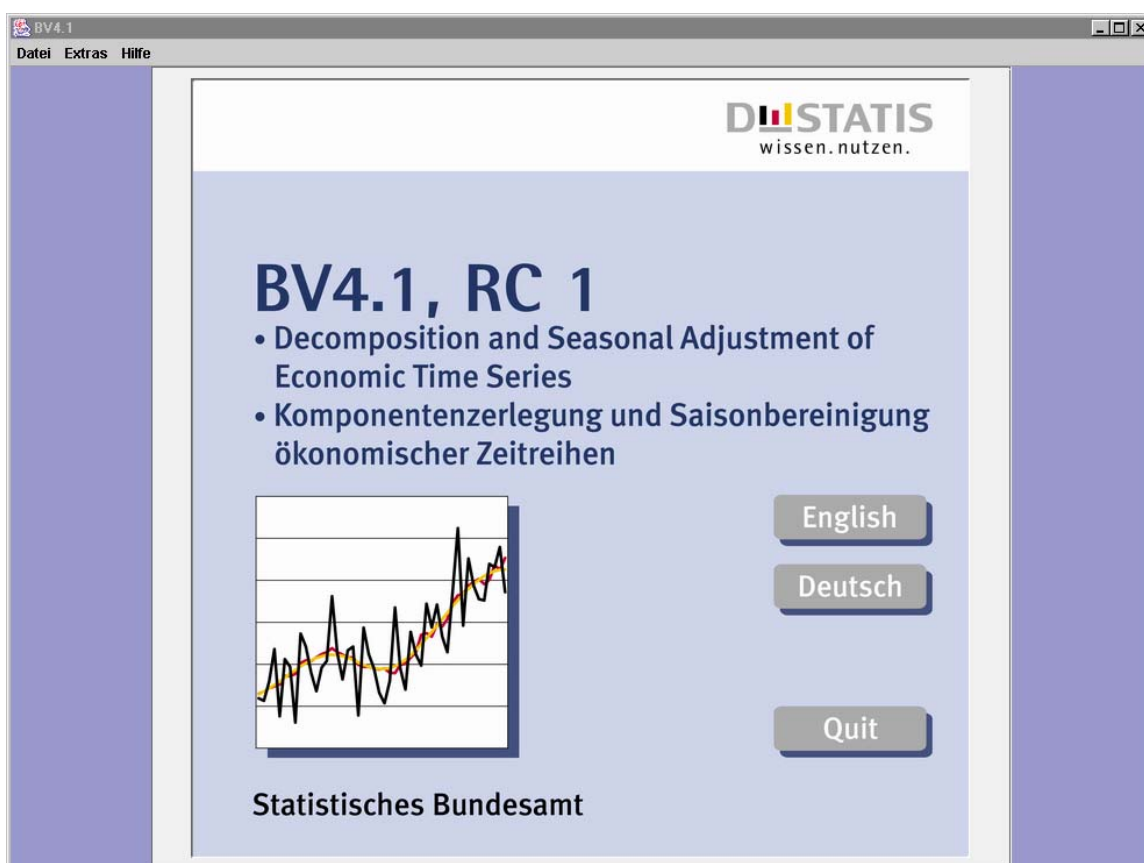 BV4.1
Datei Extras Hilfe
DESTATIS
wissen.nutzen.
BV4.1, RC 1
• Decomposition and Seasonal Adjustment of
Economic Time Series
• Komponentenzerlegung und Saisonbereinigung
ökonomischer Zeitreihen
English
Deutsch
Quit
Statistisches Bundesamt